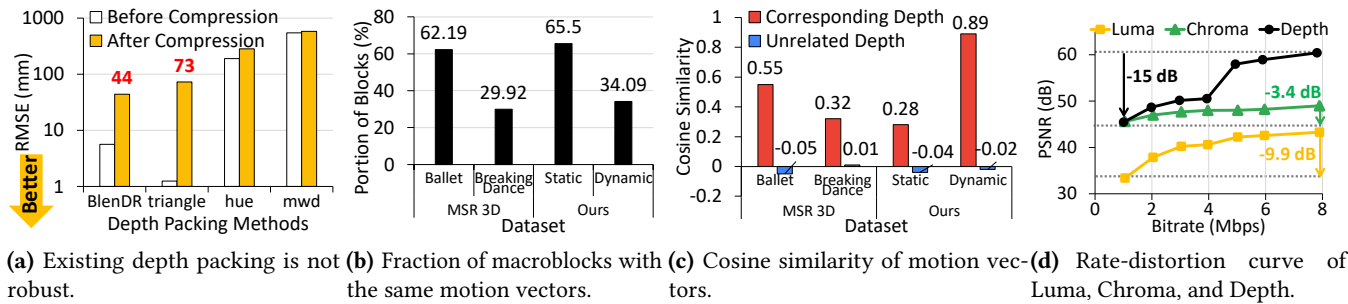 1000
100
10
1
RMSE (mm)
Better
Before Compression
After Compression
44
73
BlenDR triangle hue mwd
Depth Packing Methods
(a) Existing depth packing is not
robust.
80
60
40
20
0
Portion of Blocks (%)
62.19
29.92
65.5
34.09
Ballet Breaking Dance Static Dynamic
MSR 3D Ours
Dataset
(b) Fraction of macroblocks with
the same motion vectors.
1
0.8
0.6
0.4
0.2
0
-0.2
Cosine Similarity
Corresponding Depth
Unrelated Depth
0.55
-0.05
0.32
0.01
0.28
-0.04
0.89
-0.02
Ballet Breaking Dance Static Dynamic
MSR 3D Ours
Dataset
(c) Cosine similarity of motion vec-
tors.
Luma Chroma Depth
60
50
40
30
PSNR (dB)
-15 dB
-3.4 dB
-9.9 dB
0 2 4 6 8
Bitrate (Mbps)
(d) Rate-distortion curve of
Luma, Chroma, and Depth.